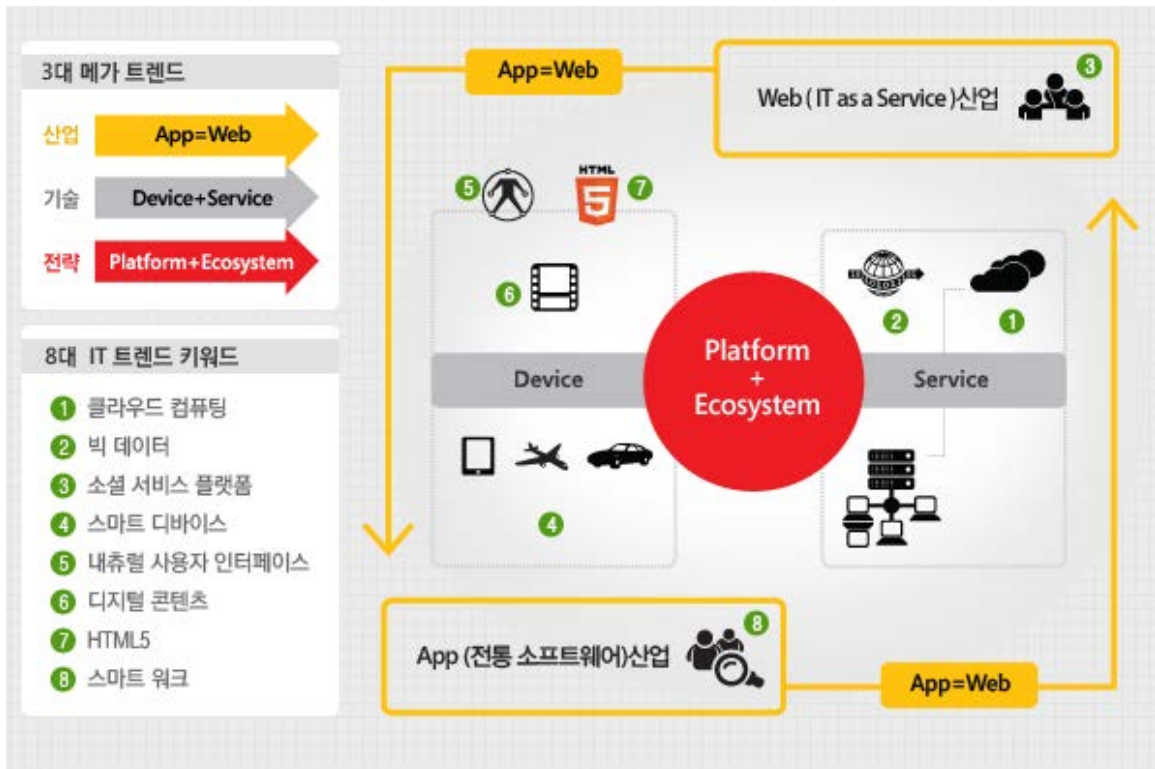 3대 메가 트렌드
산업
App=Web
기술
Device+Service
전략
Platform+Ecosystem
8대 IT 트렌드 키워드
1 클라우드 컴퓨팅
2 빅 데이터
3 소셜 서비스 플랫폼
4 스마트 디바이스
5 내츄럴 사용자 인터페이스
6 디지털 콘텐츠
7 HTML5
8 스마트 워크
App=Web
Web ( IT as a Service )산업
3
5
HTML
5
7
6
2
1
Device
Platform
+
Ecosystem
Service
4
App (전통 소프트웨어)산업
8
App=Web